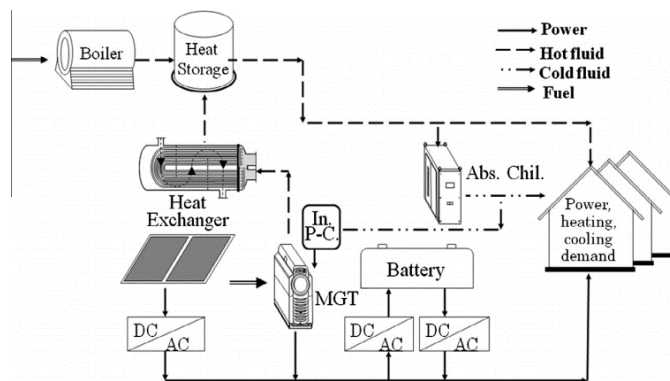 Boiler
Heat
Storage
Power
Hot fluid
Cold fluid
Fuel
Heat
Exchanger
In.
P-C.
Abs. Chil.
MGT
Battery
Power,
heating,
cooling
demand
DC
AC
DC
AC
DC
AC